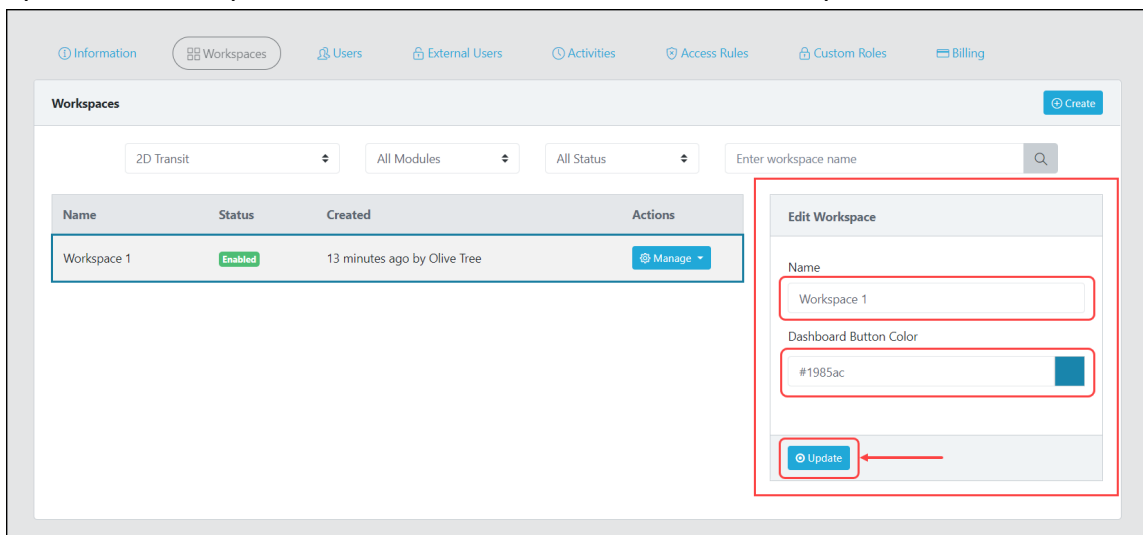 Information Workspaces Users External Users Activities Access Rules Custom Roles Billing
Workspaces Create
2D Transit All Modules All Status Enter workspace name
Name Status Created Actions
Workspace 1 Enabled 13 minutes ago by Olive Tree Manage
Edit Workspace
Name
Workspace 1
Dashboard Button Color
#1985ac
Update